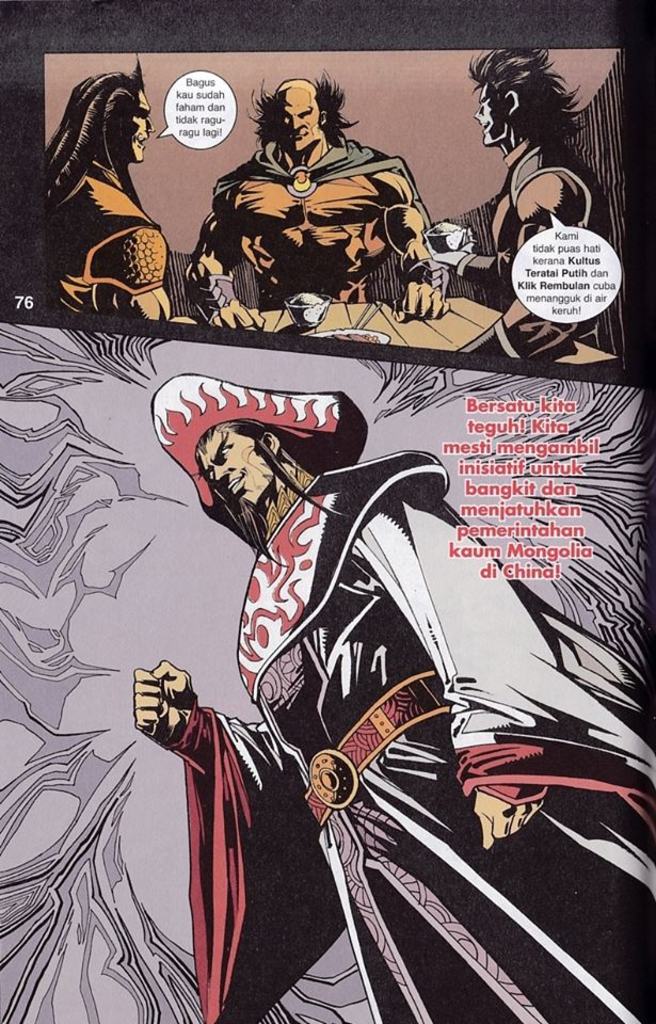 Bagus
kau sudah
faham dan
tidak ragu-
ragu lagi!
Kami
tidak puas hati
kerana Kultus
Teratai Putih dan
Klik Rembulan cuba
menangguk di air
keruh!
76
Bersatu kita
teguh! Kita
mesti mengambil
inisiatif untuk
bangkit dan
menjatuhkan
pemerintahan
kaum Mongolia
di China!